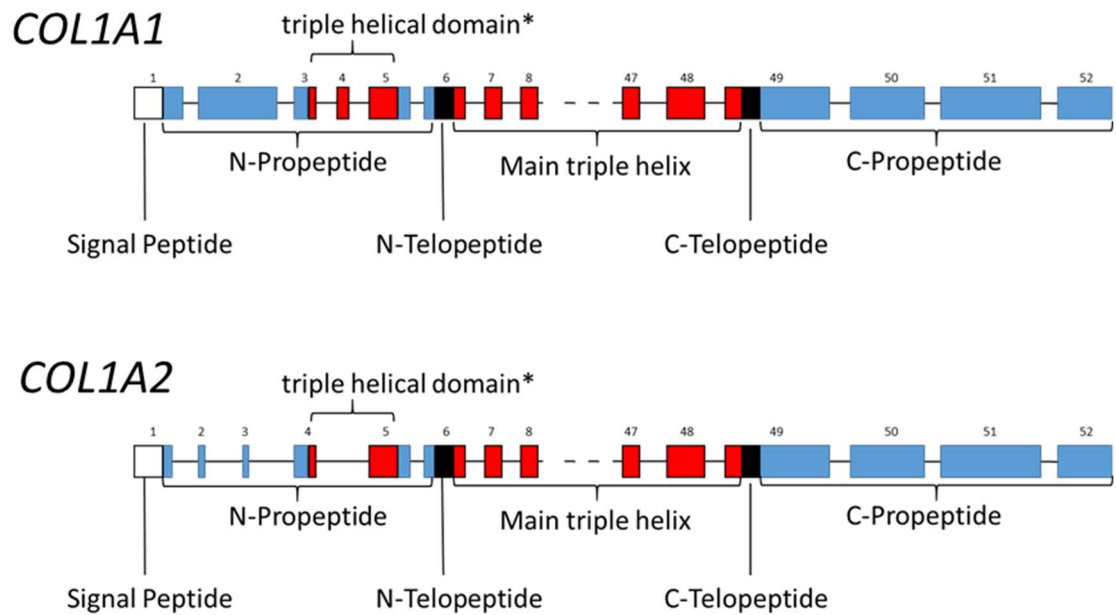 COL1A1
triple helical domain*
1 2 3 4 5 6 7 8 47 48 49 50 51 52
N-Propeptide Main triple helix C-Propeptide
Signal Peptide N-Telopeptide C-Telopeptide
COL1A2
triple helical domain*
1 2 3 4 5 6 7 8 47 48 49 50 51 52
N-Propeptide Main triple helix C-Propeptide
Signal Peptide N-Telopeptide C-Telopeptide